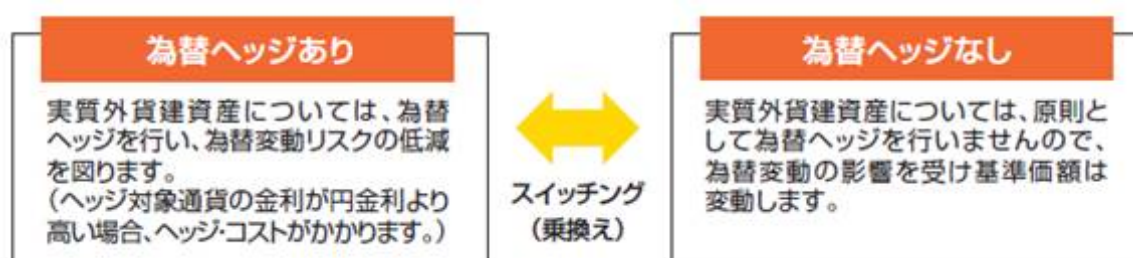 為替ヘッジあり
実質外貨建資産については、為替
ヘッジを行い、為替変動リスクの低減
を図ります。
(ヘッジ対象通貨の金利が円金利より
高い場合、ヘッジ・コストがかかります。)
スイッチング
(乗換え)
為替ヘッジなし
実質外貨建資産については、原則と
して為替ヘッジを行いませんので、
為替変動の影響を受け基準価額は
変動します。